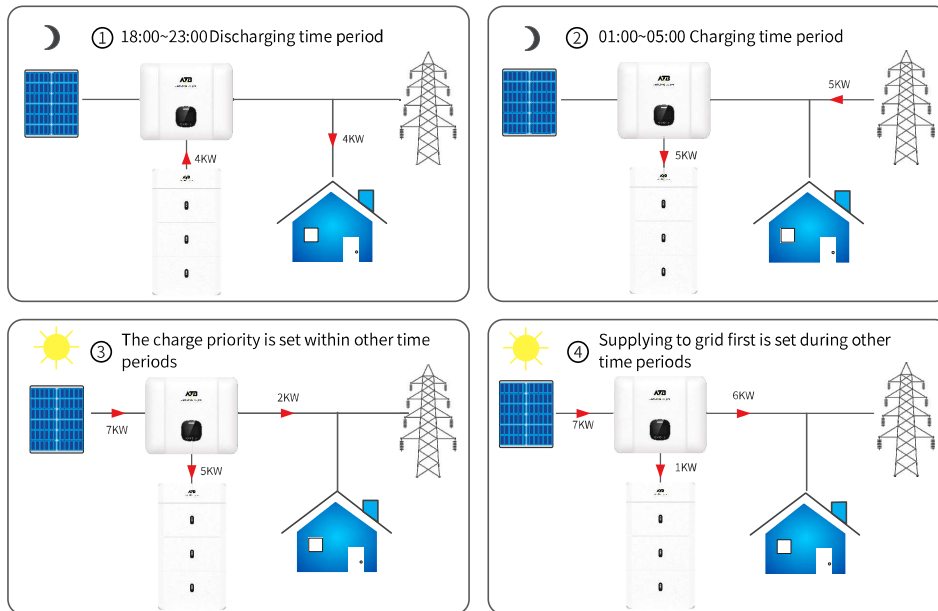 ① 18:00~23:00 Discharging time period
4KW
4KW
② 01:00~05:00 Charging time period
5KW
5KW
③ The charge priority is set within other time
periods
2KW
7KW
5KW
④ Supplying to grid first is set during other
time periods
6KW
7KW
1KW